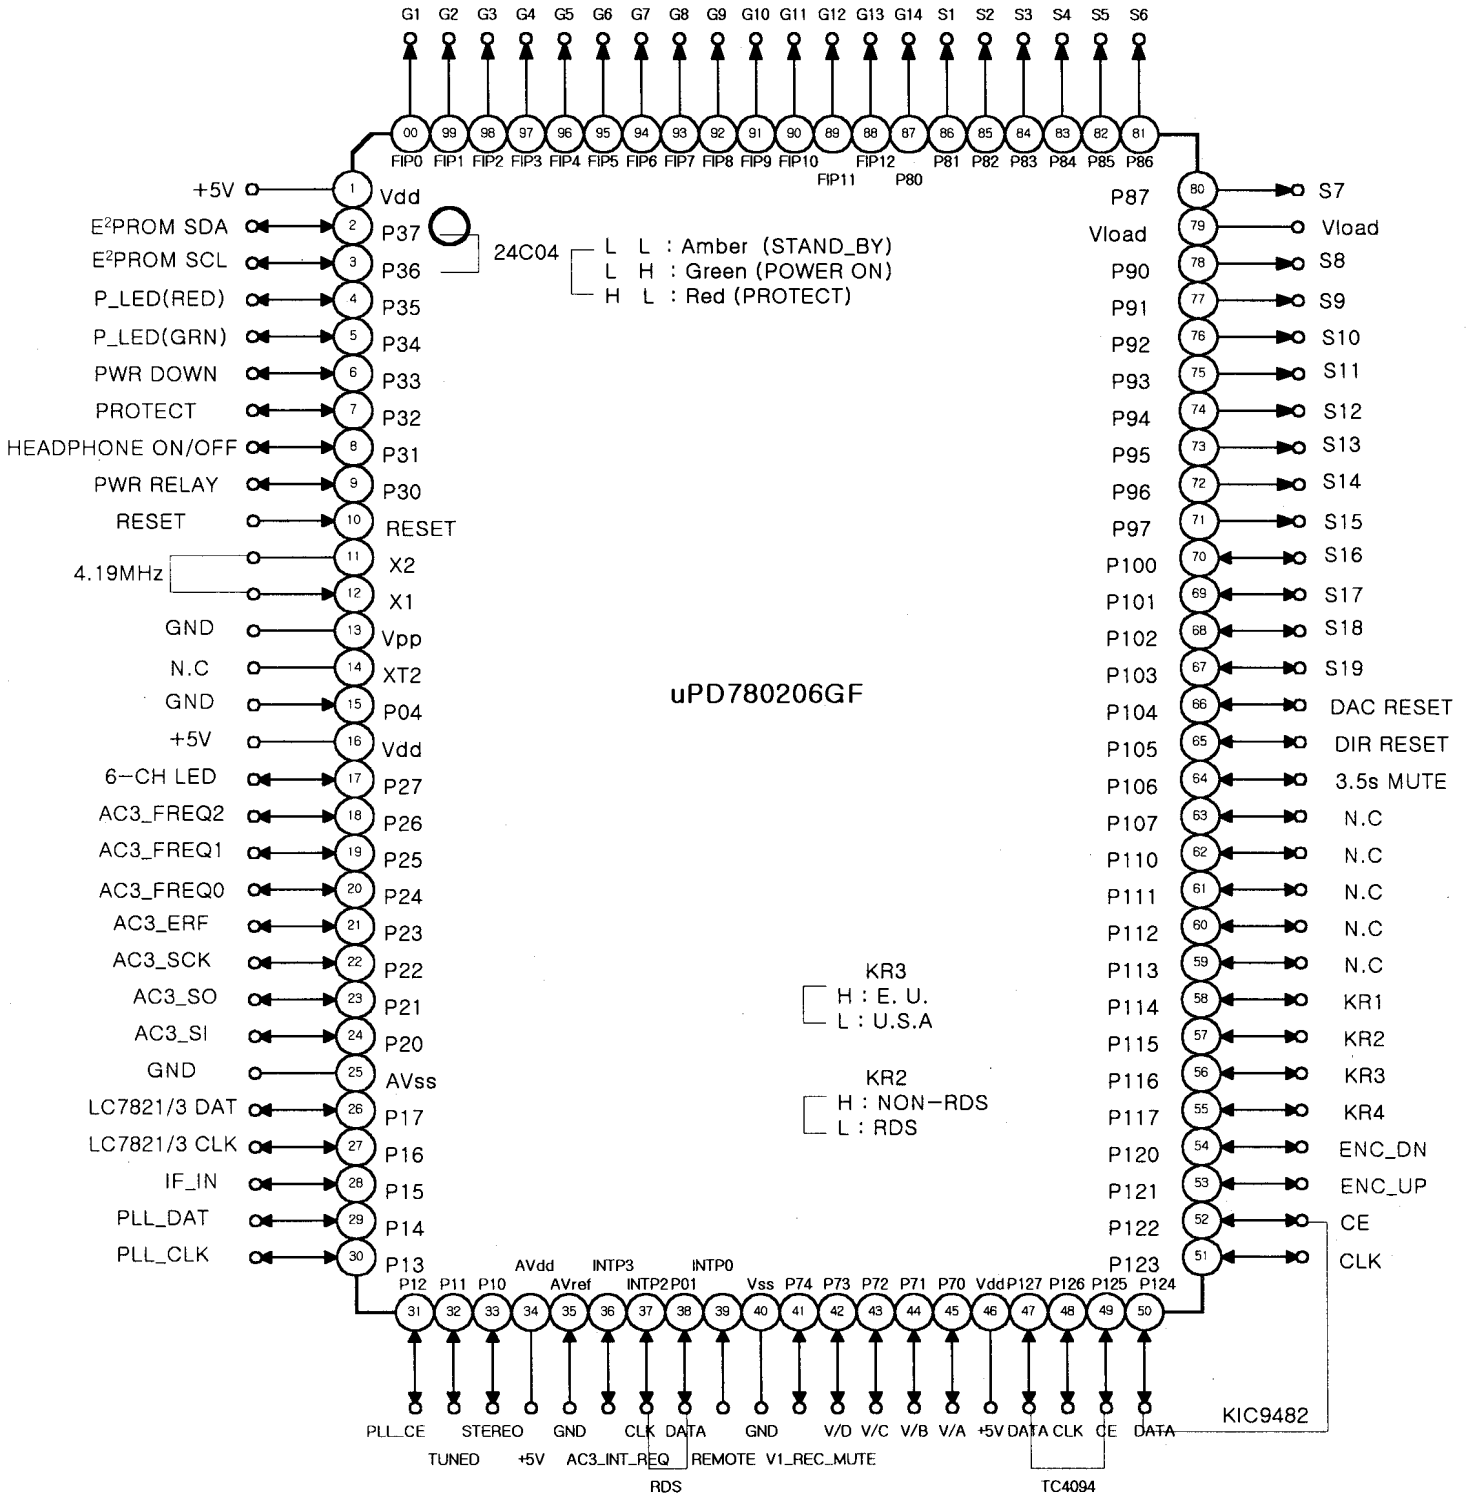 G1 G2 G3 G4 G5 G6 G7 G8 G9 G10 G11 G12 G13 G14 S1 S2 S3 S4 S5 S6
00 99 98 97 96 95 94 93 92 91 90 89 88 87 86 85 84 83 82 81
FIP0 FIP1 FIP2 FIP3 FIP4 FIP5 FIP6 FIP7 FIP8 FIP9 FIP10 FIP12 P81 P82 P83 P84 P85 P86
FIP11 P80
+5V 1 Vdd P87 80 S7
E²PROM SDA 2 P37 Vload 79 Vload
E²PROM SCL 3 P36 P90 78 S8
24C04
L L : Amber (STAND_BY)
L H : Green (POWER ON)
H L : Red (PROTECT)
P_LED(RED) 4 P35 P91 77 S9
P_LED(GRN) 5 P34 P92 76 S10
PWR DOWN 6 P33 P93 75 S11
PROTECT 7 P32 P94 74 S12
HEADPHONE ON/OFF 8 P31 P95 73 S13
PWR RELAY 9 P30 P96 72 S14
RESET 10 RESET P97 71 S15
4.19MHz
11 X2 P100 70 S16
12 X1 P101 69 S17
GND 13 Vpp P102 68 S18
N.C 14 XT2 P103 67 S19
uPD780206GF
GND 15 P04 P104 66 DAC RESET
+5V 16 Vdd P105 65 DIR RESET
6-CH LED 17 P27 P106 64 3.5s MUTE
AC3_FREQ2 18 P26 P107 63 N.C
AC3_FREQ1 19 P25 P110 62 N.C
AC3_FREQ0 20 P24 P111 61 N.C
AC3_ERF 21 P23 P112 60 N.C
AC3_SCK 22 P22 P113 59 N.C
KR3
H : E. U.
L : U.S.A
AC3_SO 23 P21 P114 58 KR1
AC3_SI 24 P20 P115 57 KR2
GND 25 AVss P116 56 KR3
KR2
H : NON-RDS
L : RDS
LC7821/3 DAT 26 P17 P117 55 KR4
LC7821/3 CLK 27 P16 P120 54 ENC_DN
IF_IN 28 P15 P121 53 ENC_UP
PLL_DAT 29 P14 P122 52 CE
PLL_CLK 30 P13 P123 51 CLK
AVdd INTP3 INTP0
P12 P11 P10 AVref INTP2 P01 Vss P74 P73 P72 P71 P70 Vdd P127 P126 P125 P124
31 32 33 34 35 36 37 38 39 40 41 42 43 44 45 46 47 48 49 50
KIC9482
PLL_CE STEREO GND CLK DATA GND V/D V/C V/B V/A +5V DATA CLK CE DATA
TUNED +5V AC3_INT_REQ REMOTE V1_REC_MUTE
RDS TC4094